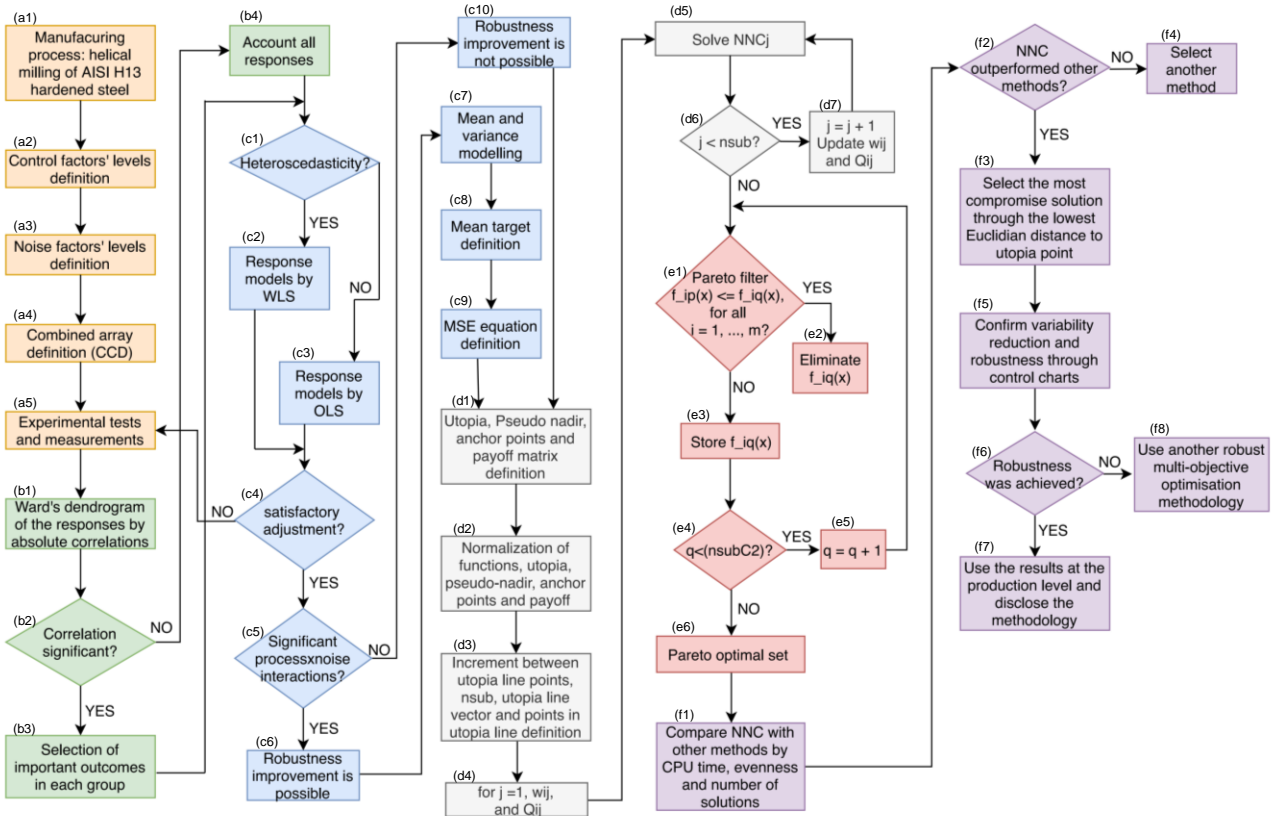 (a1)
Manufacuring
process: helical
milling of AISI H13
hardened steel
(a2)
Control factors' levels
definition
(a3)
Noise factors' levels
definition
(a4)
Combined array
definition (CCD)
(a5)
Experimental tests
and measurements
(b1)
Ward's dendrogram
of the responses by
absolute correlations
(b2)
Correlation
significant?
NO
YES
(b3)
Selection of
important outcomes
in each group
(b4)
Account all
responses
(c1)
Heteroscedasticity?
YES
NO
(c2)
Response
models by
WLS
(c3)
Response
models by
OLS
(c4)
satisfactory
adjustment?
NO
YES
(c5)
Significant
processxnoise
interactions?
NO
YES
(c6)
Robustness
improvement is
possible
(c10)
Robustness
improvement is
not possible
(c7)
Mean and
variance
modelling
(c8)
Mean target
definition
(c9)
MSE equation
definition
(d1)
Utopia, Pseudo nadir,
anchor points and
payoff matrix
definition
(d2)
Normalization of
functions, utopia,
pseudo-nadir, anchor
points and payoff
(d3)
Increment between
utopia line points,
nsub, utopia line
vector and points in
utopia line definition
(d4)
for j =1, wij,
and Qij
(d5)
Solve NNCj
(d6)
j < nsub?
YES
NO
(d7)
j = j + 1
Update wij
and Qij
(e1)
Pareto filter
f_ip(x) <= f_iq(x),
for all
i = 1, ..., m?
YES
NO
(e2)
Eliminate
f_iq(x)
(e3)
Store f_iq(x)
(e4)
q<(nsubC2)?
YES
NO
(e5)
q = q + 1
(e6)
Pareto optimal set
(f1)
Compare NNC with
other methods by
CPU time, evenness
and number of
solutions
(f2)
NNC
outperformed other
methods?
NO
YES
(f4)
Select
another
method
(f3)
Select the most
compromise solution
through the lowest
Euclidian distance to
utopia point
(f5)
Confirm variability
reduction and
robustness through
control charts
(f6)
Robustness
was achieved?
NO
YES
(f8)
Use another robust
multi-objective
optimisation
methodology
(f7)
Use the results at the
production level and
disclose the
methodology